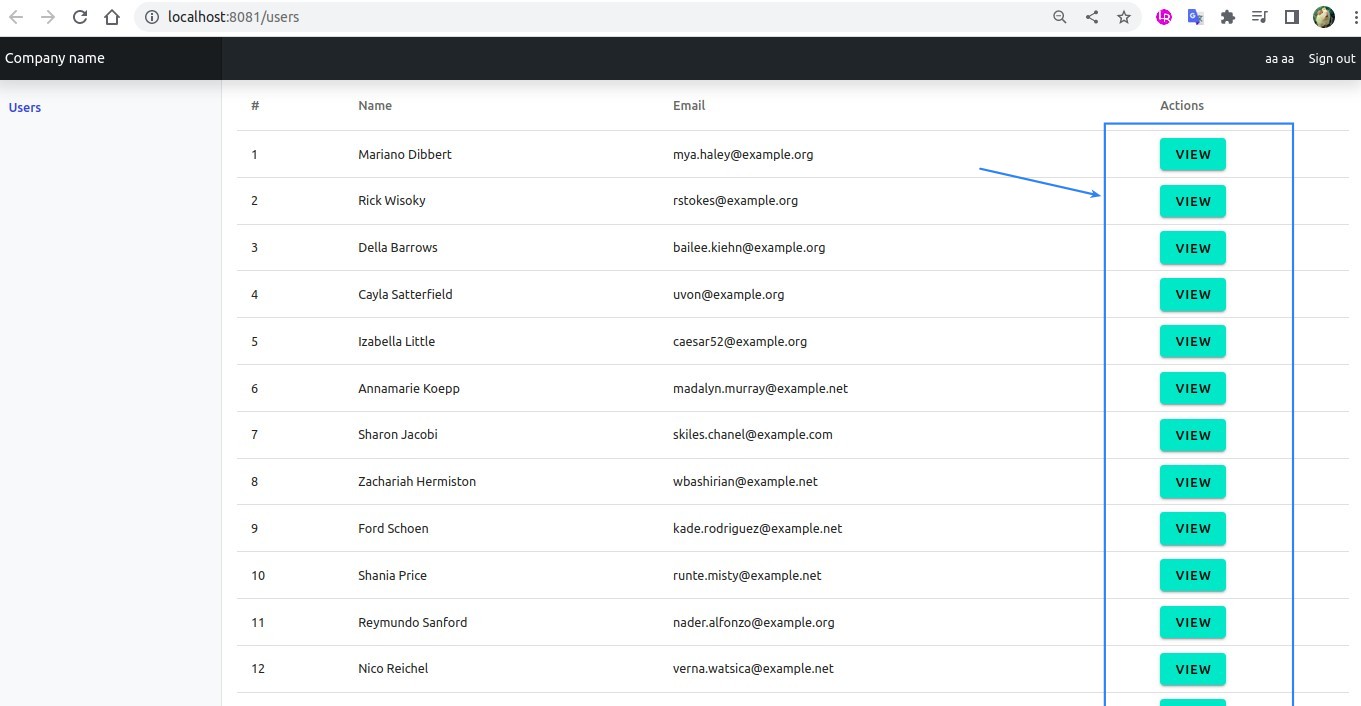 localhost:8081/users
LR
G
Company name
aa aa Sign out
Users
# Name Email Actions
1 Mariano Dibbert mya.haley@example.org VIEW
2 Rick Wisoky rstokes@example.org VIEW
3 Della Barrows bailee.kiehn@example.org VIEW
4 Cayla Satterfield uvon@example.org VIEW
5 Izabella Little caesar52@example.org VIEW
6 Annamarie Koepp madalyn.murray@example.net VIEW
7 Sharon Jacobi skiles.chanel@example.com VIEW
8 Zachariah Hermiston wbashirian@example.net VIEW
9 Ford Schoen kade.rodriguez@example.net VIEW
10 Shania Price runte.misty@example.net VIEW
11 Reymundo Sanford nader.alfonzo@example.org VIEW
12 Nico Reichel verna.watsica@example.net VIEW